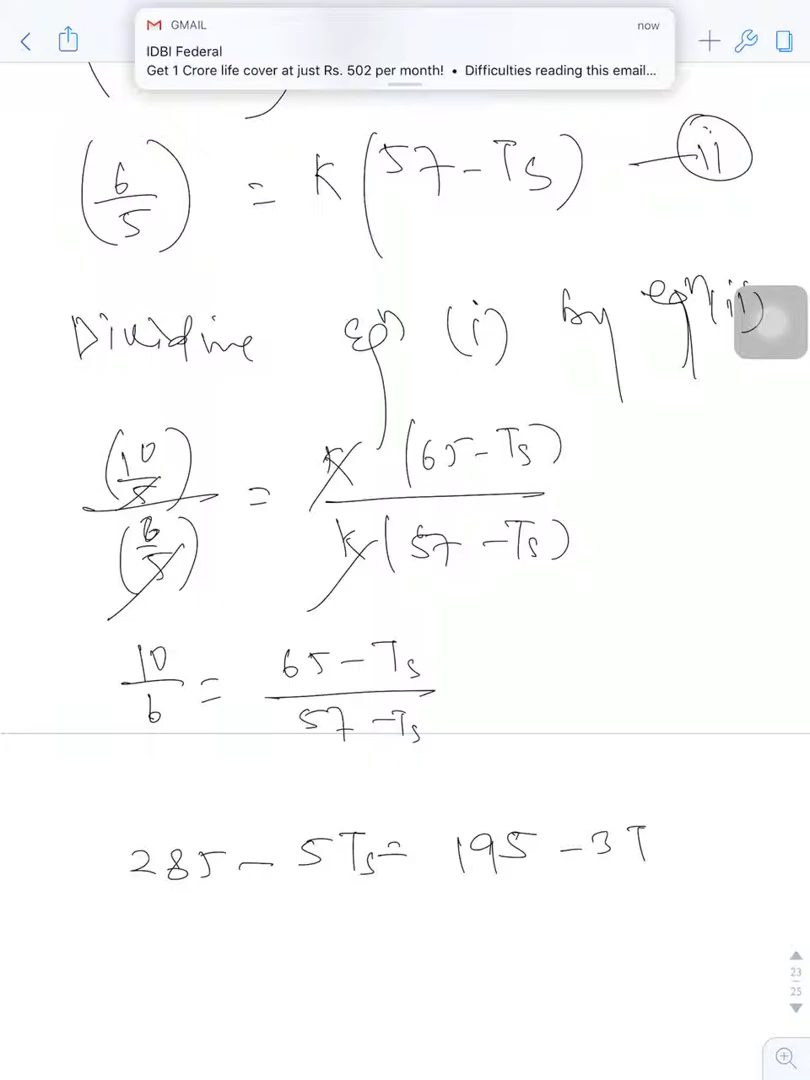 GMAIL
now
IDBI Federal
Get 1 Crore life cover at just Rs. 502 per month! • Difficulties reading this email...
(6/5) = K(57-Ts) — (ii)
Dividing eqn (i) by eqn(ii)
(10/5)/(6/5) = K(65-Ts)/K(57-Ts)
10/6 = 65-Ts/57-Ts
285 - 5Ts = 195 - 3T
23
25